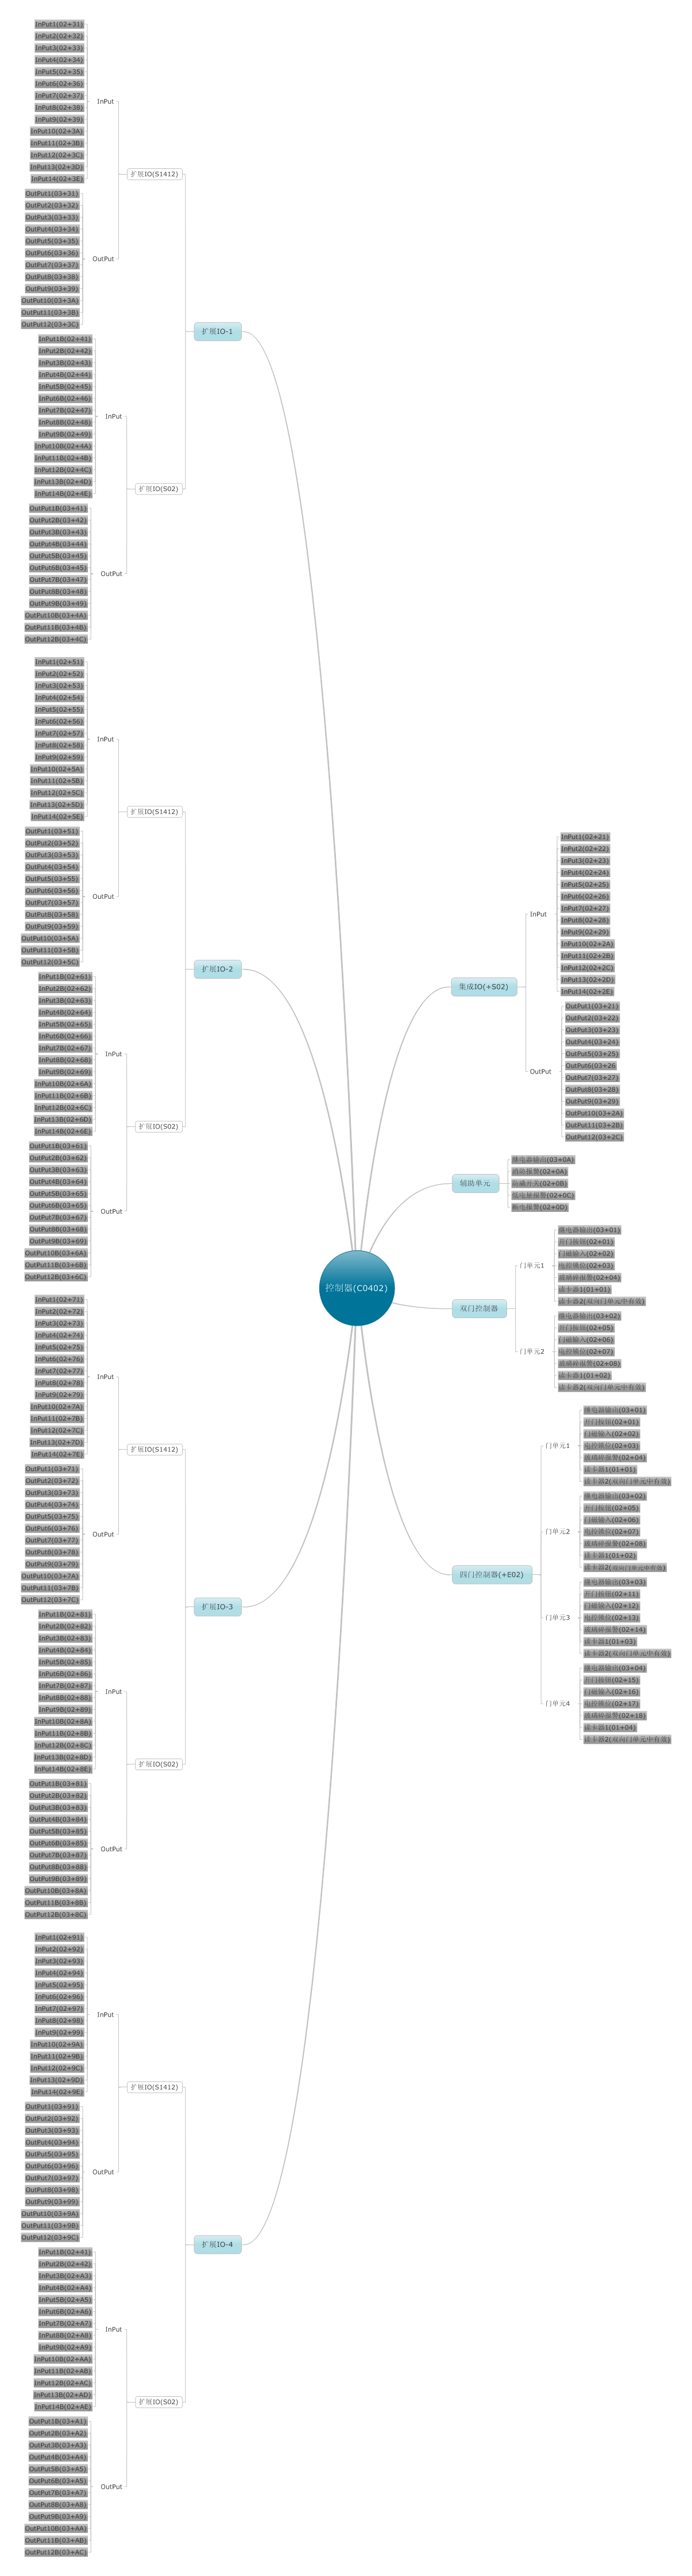 控制器(C0402)
扩展IO-1
扩展IO(S1412)
InPut
InPut1(02+31)
InPut2(02+32)
InPut3(02+33)
InPut4(02+34)
InPut5(02+35)
InPut6(02+36)
InPut7(02+37)
InPut8(02+38)
InPut9(02+39)
InPut10(02+3A)
InPut11(02+3B)
InPut12(02+3C)
InPut13(02+3D)
InPut14(02+3E)
OutPut
OutPut1(03+31)
OutPut2(03+32)
OutPut3(03+33)
OutPut4(03+34)
OutPut5(03+35)
OutPut6(03+36)
OutPut7(03+37)
OutPut8(03+38)
OutPut9(03+39)
OutPut10(03+3A)
OutPut11(03+3B)
OutPut12(03+3C)
扩展IO(S02)
InPut
InPut1B(02+41)
InPut2B(02+42)
InPut3B(02+43)
InPut4B(02+44)
InPut5B(02+45)
InPut6B(02+46)
InPut7B(02+47)
InPut8B(02+48)
InPut9B(02+49)
InPut10B(02+4A)
InPut11B(02+4B)
InPut12B(02+4C)
InPut13B(02+4D)
InPut14B(02+4E)
OutPut
OutPut1B(03+41)
OutPut2B(03+42)
OutPut3B(03+43)
OutPut4B(03+44)
OutPut5B(03+45)
OutPut6B(03+45)
OutPut7B(03+47)
OutPut8B(03+48)
OutPut9B(03+49)
OutPut10B(03+4A)
OutPut11B(03+4B)
OutPut12B(03+4C)
扩展IO-2
扩展IO(S1412)
InPut
InPut1(02+51)
InPut2(02+52)
InPut3(02+53)
InPut4(02+54)
InPut5(02+55)
InPut6(02+56)
InPut7(02+57)
InPut8(02+58)
InPut9(02+59)
InPut10(02+5A)
InPut11(02+5B)
InPut12(02+5C)
InPut13(02+5D)
InPut14(02+5E)
OutPut
OutPut1(03+51)
OutPut2(03+52)
OutPut3(03+53)
OutPut4(03+54)
OutPut5(03+55)
OutPut6(03+56)
OutPut7(03+57)
OutPut8(03+58)
OutPut9(03+59)
OutPut10(03+5A)
OutPut11(03+5B)
OutPut12(03+5C)
扩展IO(S02)
InPut
InPut1B(02+61)
InPut2B(02+62)
InPut3B(02+63)
InPut4B(02+64)
InPut5B(02+65)
InPut6B(02+66)
InPut7B(02+67)
InPut8B(02+68)
InPut9B(02+69)
InPut10B(02+6A)
InPut11B(02+6B)
InPut12B(02+6C)
InPut13B(02+6D)
InPut14B(02+6E)
OutPut
OutPut1B(03+61)
OutPut2B(03+62)
OutPut3B(03+63)
OutPut4B(03+64)
OutPut5B(03+65)
OutPut6B(03+65)
OutPut7B(03+67)
OutPut8B(03+68)
OutPut9B(03+69)
OutPut10B(03+6A)
OutPut11B(03+6B)
OutPut12B(03+6C)
扩展IO-3
扩展IO(S1412)
InPut
InPut1(02+71)
InPut2(02+72)
InPut3(02+73)
InPut4(02+74)
InPut5(02+75)
InPut6(02+76)
InPut7(02+77)
InPut8(02+78)
InPut9(02+79)
InPut10(02+7A)
InPut11(02+7B)
InPut12(02+7C)
InPut13(02+7D)
InPut14(02+7E)
OutPut
OutPut1(03+71)
OutPut2(03+72)
OutPut3(03+73)
OutPut4(03+74)
OutPut5(03+75)
OutPut6(03+76)
OutPut7(03+77)
OutPut8(03+78)
OutPut9(03+79)
OutPut10(03+7A)
OutPut11(03+7B)
OutPut12(03+7C)
扩展IO(S02)
InPut
InPut1B(02+81)
InPut2B(02+82)
InPut3B(02+83)
InPut4B(02+84)
InPut5B(02+85)
InPut6B(02+86)
InPut7B(02+87)
InPut8B(02+88)
InPut9B(02+89)
InPut10B(02+8A)
InPut11B(02+8B)
InPut12B(02+8C)
InPut13B(02+8D)
InPut14B(02+8E)
OutPut
OutPut1B(03+81)
OutPut2B(03+82)
OutPut3B(03+83)
OutPut4B(03+84)
OutPut5B(03+85)
OutPut6B(03+85)
OutPut7B(03+87)
OutPut8B(03+88)
OutPut9B(03+89)
OutPut10B(03+8A)
OutPut11B(03+8B)
OutPut12B(03+8C)
扩展IO-4
扩展IO(S1412)
InPut
InPut1(02+91)
InPut2(02+92)
InPut3(02+93)
InPut4(02+94)
InPut5(02+95)
InPut6(02+96)
InPut7(02+97)
InPut8(02+98)
InPut9(02+99)
InPut10(02+9A)
InPut11(02+9B)
InPut12(02+9C)
InPut13(02+9D)
InPut14(02+9E)
OutPut
OutPut1(03+91)
OutPut2(03+92)
OutPut3(03+93)
OutPut4(03+94)
OutPut5(03+95)
OutPut6(03+96)
OutPut7(03+97)
OutPut8(03+98)
OutPut9(03+99)
OutPut10(03+9A)
OutPut11(03+9B)
OutPut12(03+9C)
扩展IO(S02)
InPut
InPut1B(02+41)
InPut2B(02+42)
InPut3B(02+A3)
InPut4B(02+A4)
InPut5B(02+A5)
InPut6B(02+A6)
InPut7B(02+A7)
InPut8B(02+A8)
InPut9B(02+A9)
InPut10B(02+AA)
InPut11B(02+AB)
InPut12B(02+AC)
InPut13B(02+AD)
InPut14B(02+AE)
OutPut
OutPut1B(03+A1)
OutPut2B(03+A2)
OutPut3B(03+A3)
OutPut4B(03+A4)
OutPut5B(03+A5)
OutPut6B(03+A5)
OutPut7B(03+A7)
OutPut8B(03+A8)
OutPut9B(03+A9)
OutPut10B(03+AA)
OutPut11B(03+AB)
OutPut12B(03+AC)
集成IO(+S02)
InPut
InPut1(02+21)
InPut2(02+22)
InPut3(02+23)
InPut4(02+24)
InPut5(02+25)
InPut6(02+26)
InPut7(02+27)
InPut8(02+28)
InPut9(02+29)
InPut10(02+2A)
InPut11(02+2B)
InPut12(02+2C)
InPut13(02+2D)
InPut14(02+2E)
OutPut
OutPut1(03+21)
OutPut2(03+22)
OutPut3(03+23)
OutPut4(03+24)
OutPut5(03+25)
OutPut6(03+26
OutPut7(03+27)
OutPut8(03+28)
OutPut9(03+29)
OutPut10(03+2A)
OutPut11(03+2B)
OutPut12(03+2C)
辅助单元
继电器输出(03+0A)
消防报警(02+0A)
防撬开关(02+0B)
低电量报警(02+0C)
断电报警(02+0D)
双门控制器
门单元1
继电器输出(03+01)
开门按钮(02+01)
门磁输入(02+02)
电控锁位(02+03)
玻璃碎报警(02+04)
读卡器1(01+01)
读卡器2(双向门单元中有效)
门单元2
继电器输出(03+02)
开门按钮(02+05)
门磁输入(02+06)
电控锁位(02+07)
玻璃碎报警(02+08)
读卡器1(01+02)
读卡器2(双向门单元中有效)
四门控制器(+E02)
门单元1
继电器输出(03+01)
开门按钮(02+01)
门磁输入(02+02)
电控锁位(02+03)
玻璃碎报警(02+04)
读卡器1(01+01)
读卡器2(双向门单元中有效)
门单元2
继电器输出(03+02)
开门按钮(02+05)
门磁输入(02+06)
电控锁位(02+07)
玻璃碎报警(02+08)
读卡器1(01+02)
读卡器2(双向门单元中有效)
门单元3
继电器输出(03+03)
开门按钮(02+11)
门磁输入(02+12)
电控锁位(02+13)
玻璃碎报警(02+14)
读卡器1(01+03)
读卡器2(双向门单元中有效)
门单元4
继电器输出(03+04)
开门按钮(02+15)
门磁输入(02+16)
电控锁位(02+17)
玻璃碎报警(02+18)
读卡器1(01+04)
读卡器2(双向门单元中有效)